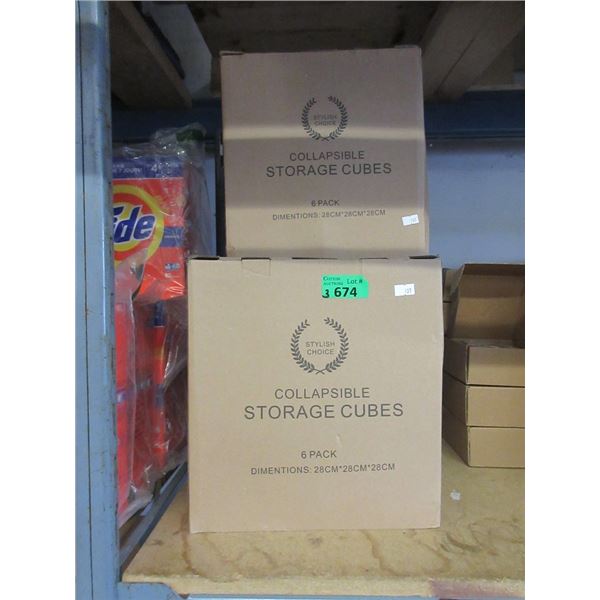 STYLISH
CHOICE
COLLAPSIBLE
STORAGE CUBES
6 PACK
DIMENTIONS: 28CM*28CM*28CM
Tide
Lot #
3 674
STYLISH
CHOICE
COLLAPSIBLE
STORAGE CUBES
6 PACK
DIMENTIONS: 28CM*28CM*28CM